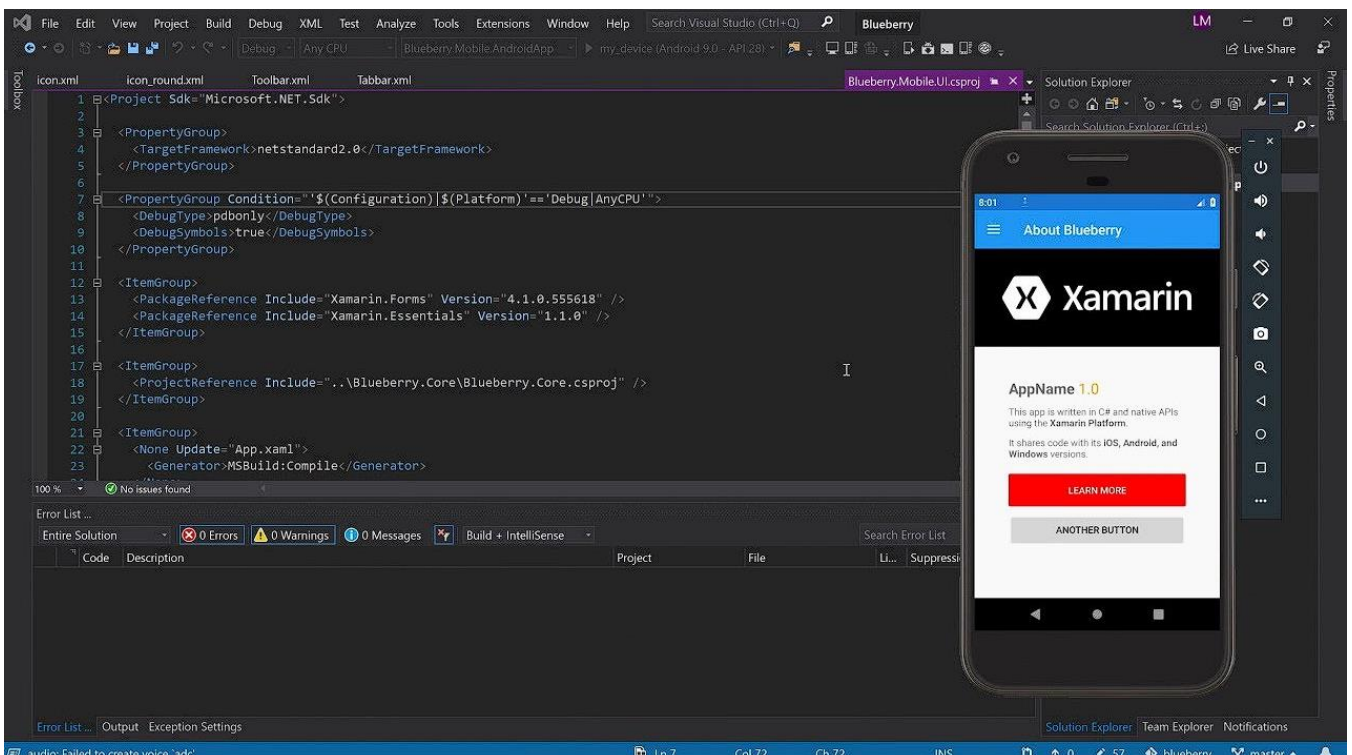 File Edit View Project Build Debug XML Test Analyze Tools Extensions Window Help Search Visual Studio (Ctrl+Q) Blueberry LM
Debug Any CPU Blueberry.Mobile.AndroidApp my_device (Android 9.0 - API 28) Live Share
Toolbox
icon.xml icon_round.xml Toolbar.xml Tabbar.xml Blueberry.Mobile.UI.csproj
1 <Project Sdk="Microsoft.NET.Sdk">
2
3 <PropertyGroup>
4 <TargetFramework>netstandard2.0</TargetFramework>
5 </PropertyGroup>
6
7 <PropertyGroup Condition="'$(Configuration)|$(Platform)'=='Debug|AnyCPU'">
8 <DebugType>pdbonly</DebugType>
9 <DebugSymbols>true</DebugSymbols>
10 </PropertyGroup>
11
12 <ItemGroup>
13 <PackageReference Include="Xamarin.Forms" Version="4.1.0.555618" />
14 <PackageReference Include="Xamarin.Essentials" Version="1.1.0" />
15 </ItemGroup>
16
17 <ItemGroup>
18 <ProjectReference Include="..\Blueberry.Core\Blueberry.Core.csproj" />
19 </ItemGroup>
20
21 <ItemGroup>
22 <None Update="App.xaml">
23 <Generator>MSBuild:Compile</Generator>
100 % No issues found
Error List ...
Entire Solution 0 Errors 0 Warnings 0 Messages Build + IntelliSense Search Error List
Code Description Project File Li... Suppressi
Error List ... Output Exception Settings
Solution Explorer
Search Solution Explorer (Ctrl+;)
Properties
8:01
About Blueberry
Xamarin
AppName 1.0
This app is written in C# and native APIs
using the Xamarin Platform.
It shares code with its iOS, Android, and
Windows versions.
LEARN MORE
ANOTHER BUTTON
Solution Explorer Team Explorer Notifications
audio: Failed to create voice `adc' Ln 7 Col 72 Ch 72 INS 0 57 blueberry master